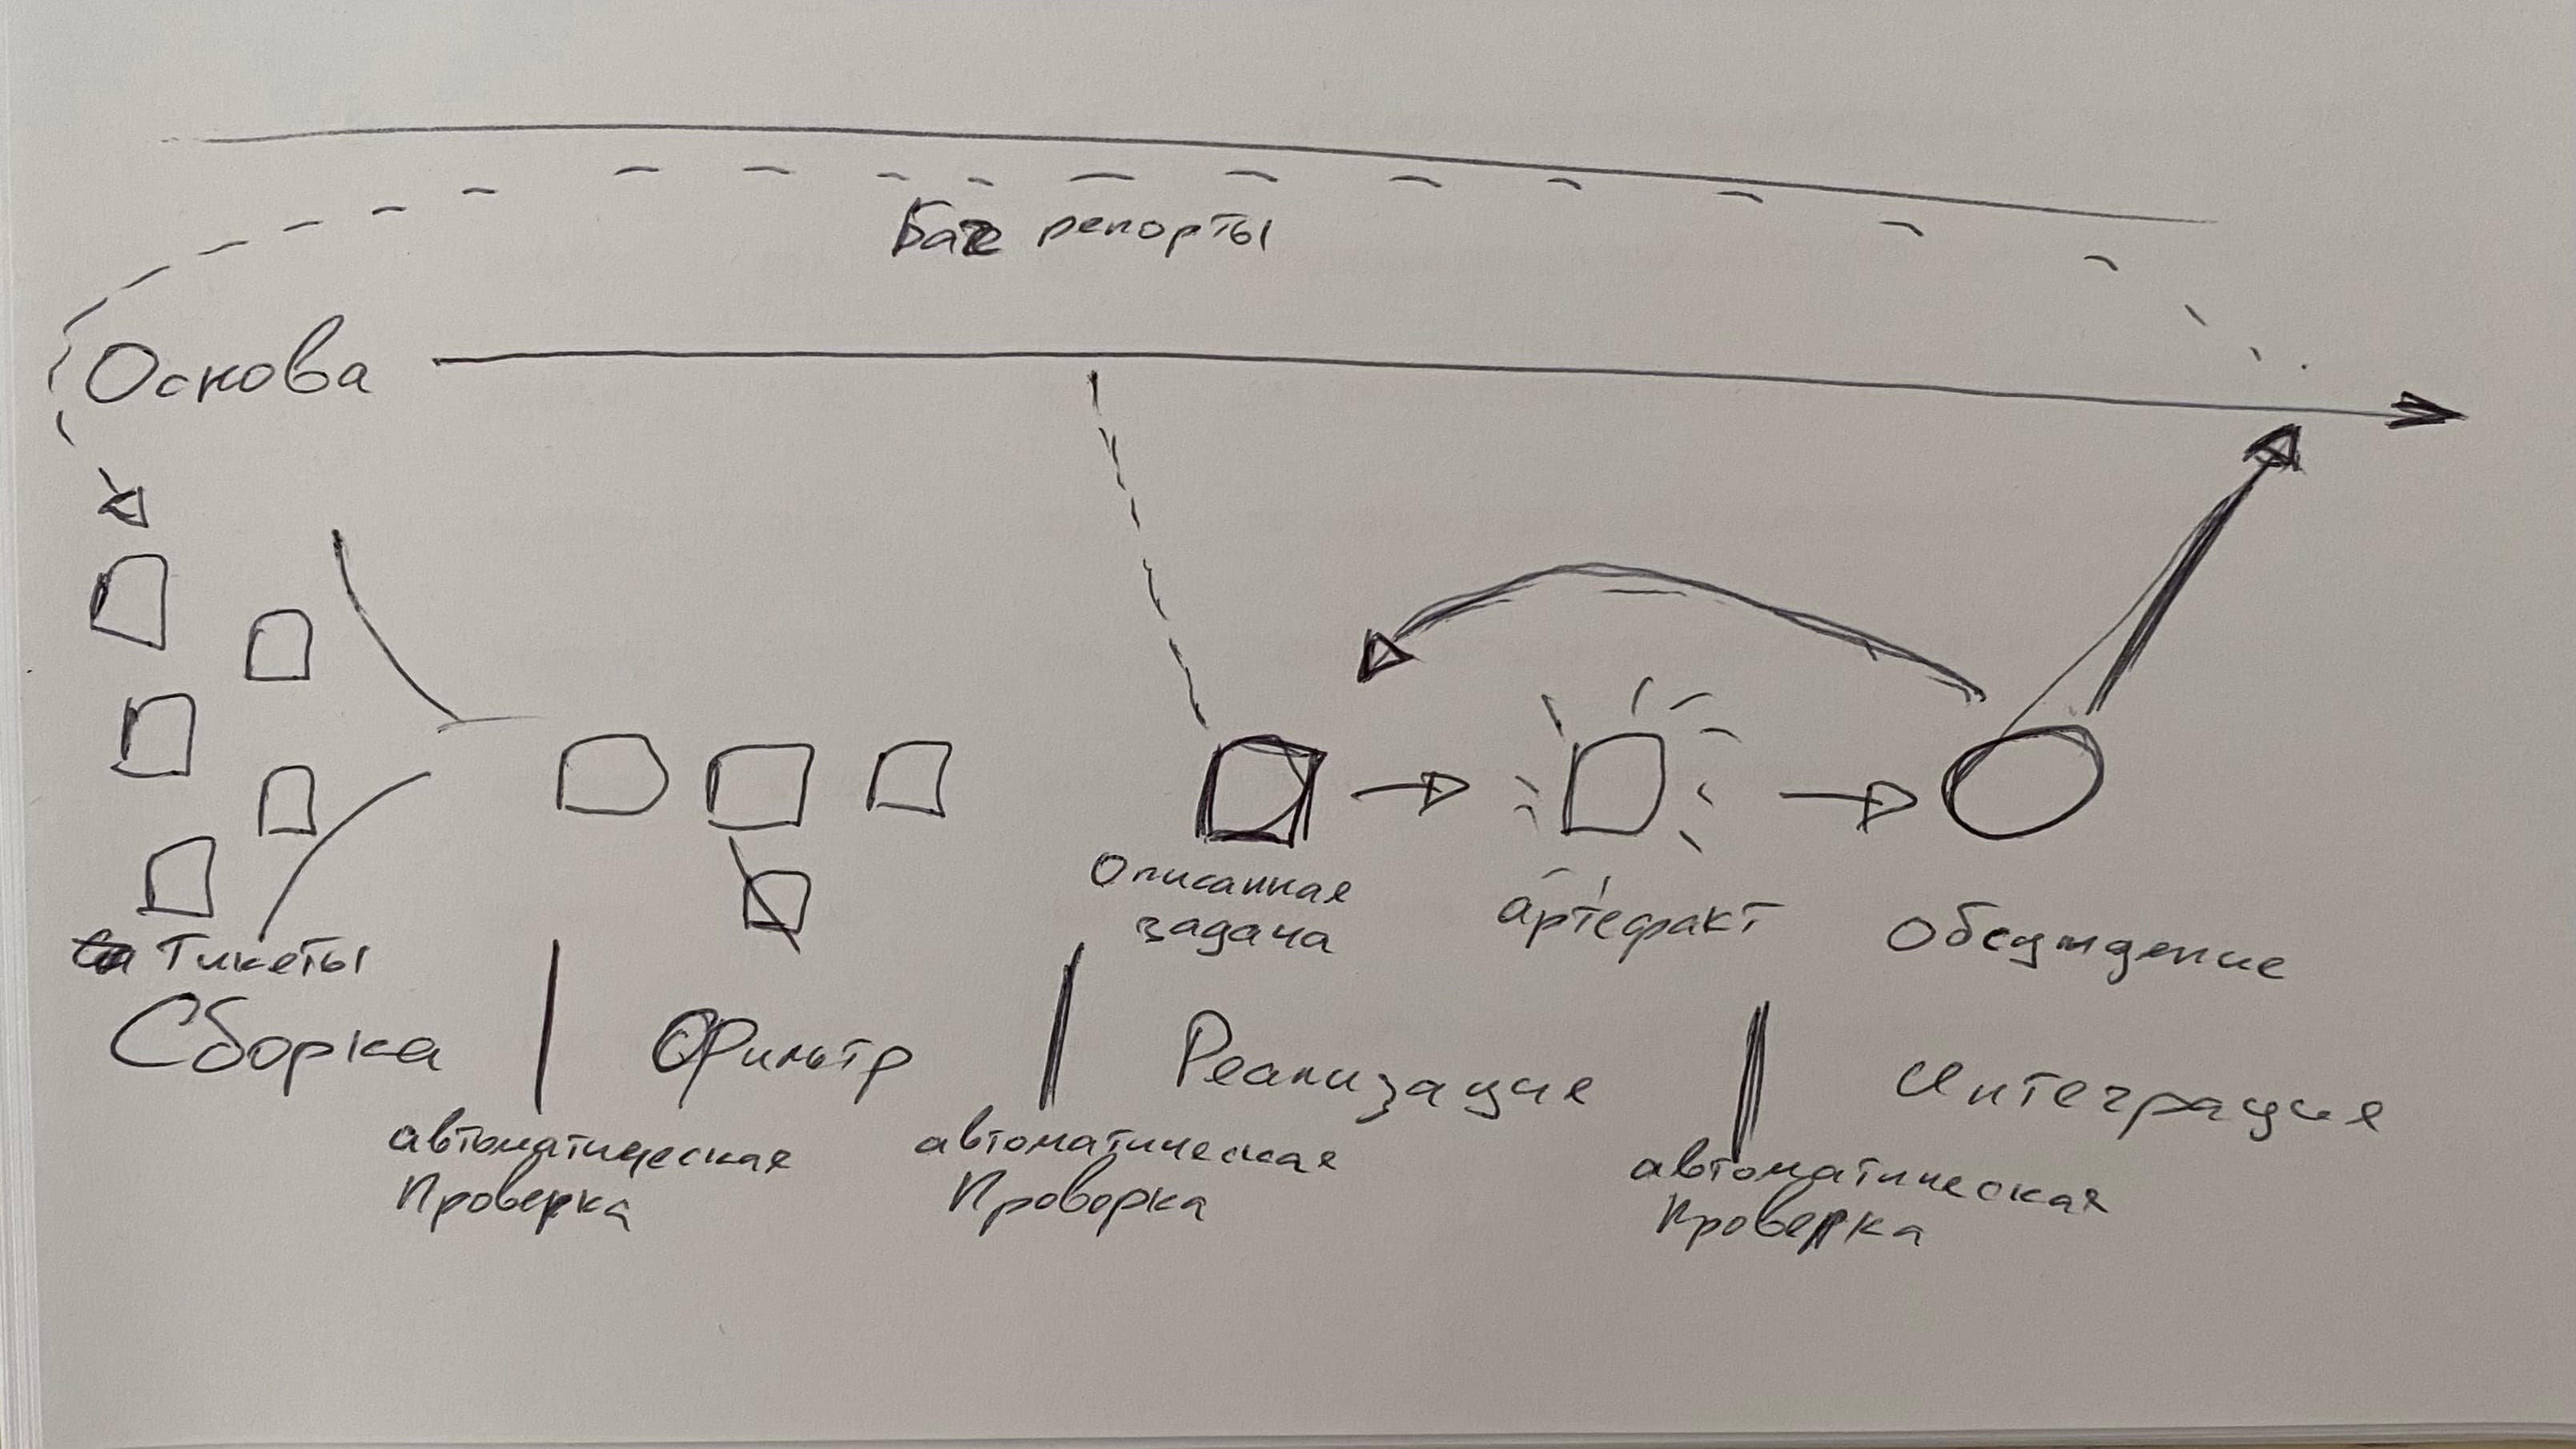 Баг репорты
Основа
Описанная
задача
артефакт
Обсуждение
Тикеты
Сборка
Фильтр
Реализация
Интеграция
автоматическая
Проверка
автоматическая
Проворка
автоматическая
Проверка